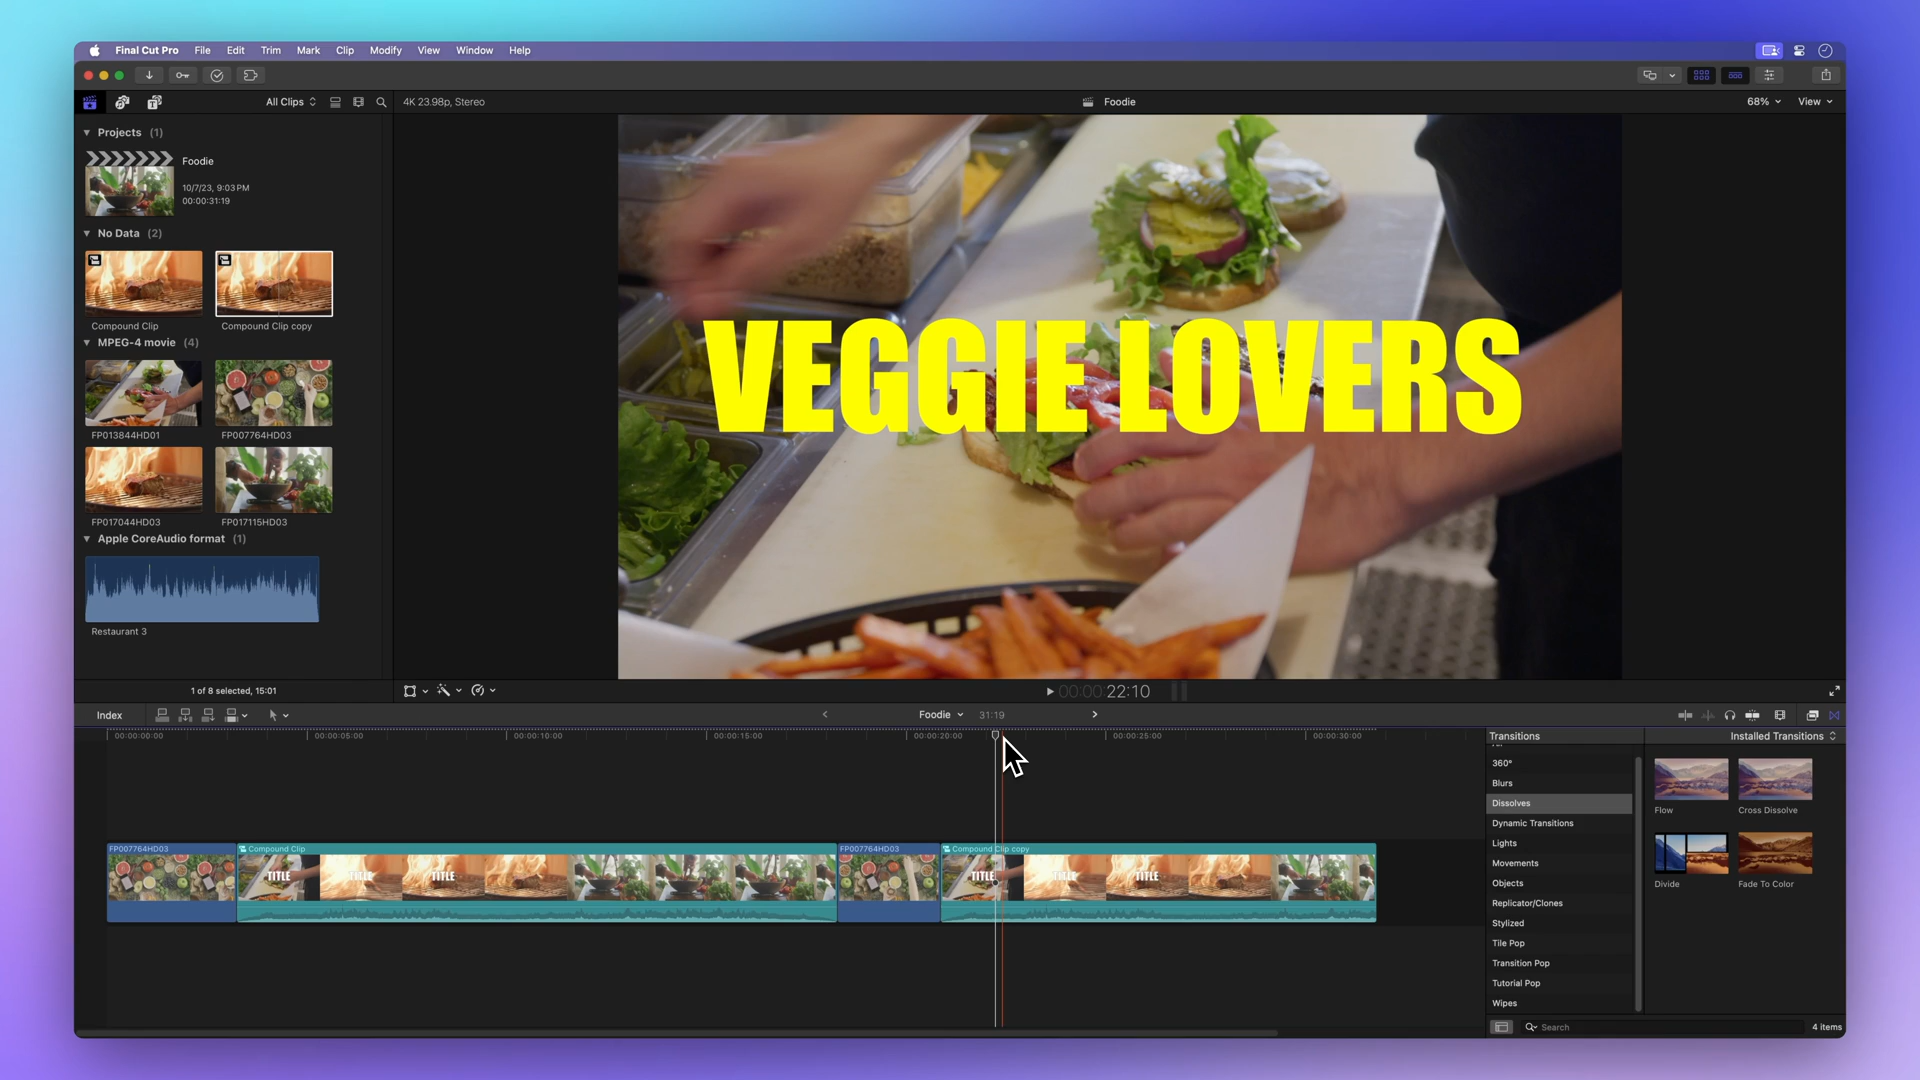 Final Cut Pro File Edit Trim Mark Clip Modify View Window Help
All Clips
4K 23.98p, Stereo
Foodie
68%
View
Projects (1)
Foodie
10/7/23, 9:03 PM
00:00:31:19
No Data (2)
Compound Clip
Compound Clip copy
MPEG-4 movie (4)
FP013844HD01
FP007764HD03
FP017044HD03
FP017115HD03
Apple CoreAudio format (1)
Restaurant 3
1 of 8 selected, 15:01
VEGGIE LOVERS
00:00:22:10
Index
Foodie
31:19
00:00:00:00
00:00:05:00
00:00:10:00
00:00:15:00
00:00:20:00
00:00:25:00
00:00:30:00
FP007764HD03
Compound Clip
FP007764HD03
Compound Clip copy
TITLE
TITLE
TITLE
TITLE
TITLE
TITLE
Transitions
Installed Transitions
360°
Blurs
Dissolves
Dynamic Transitions
Lights
Movements
Objects
Replicator/Clones
Stylized
Tile Pop
Transition Pop
Tutorial Pop
Wipes
Flow
Cross Dissolve
Divide
Fade To Color
Search
4 items